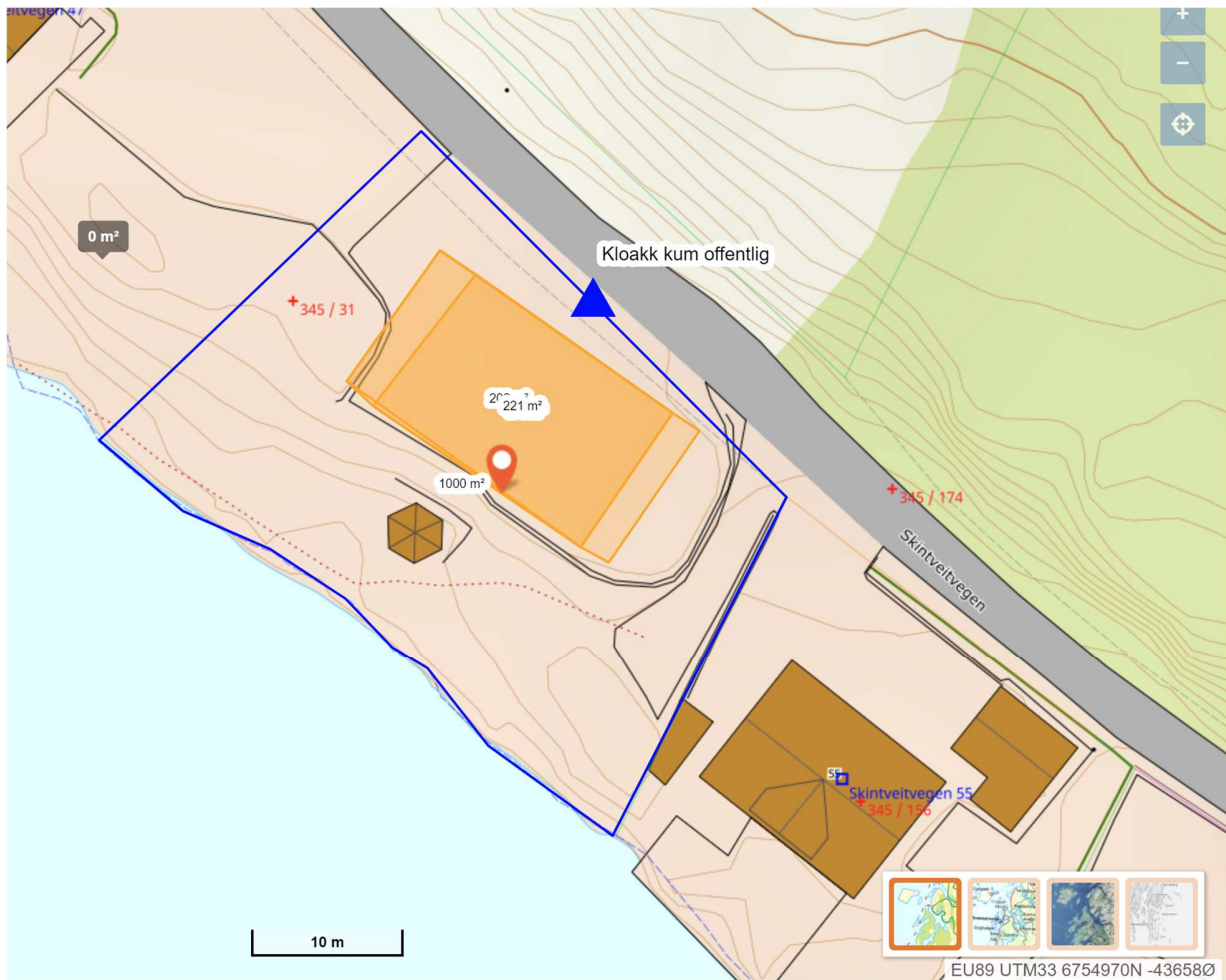 Skintveitvegen 47
+
−
Kloakk kum offentlig
0 m²
345 / 31
221 m²
1000 m²
345 / 174
Skintveitvegen
55
Skintveitvegen 55
345 / 156
10 m
EU89 UTM33 6754970N -43658Ø